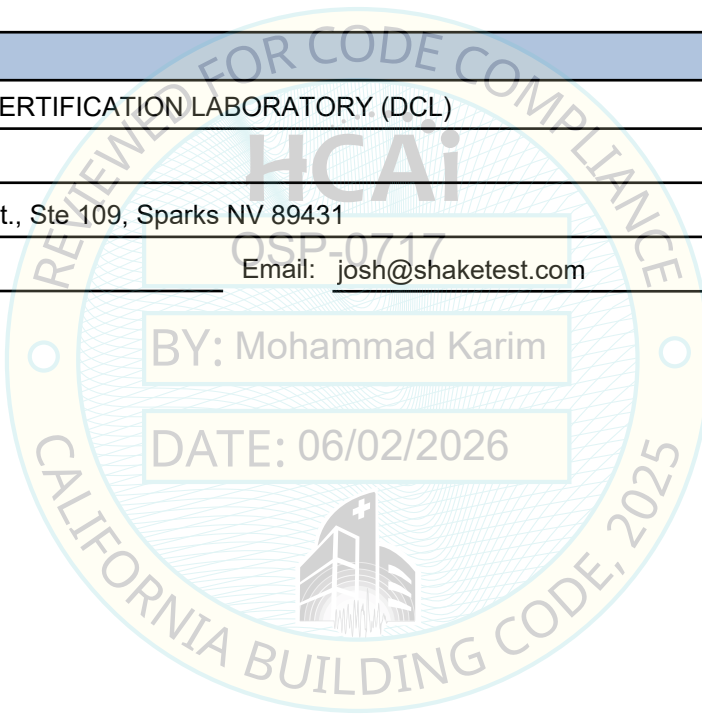 REVIEWED FOR CODE COMPLIANCE
ERTIFICATION LABORATORY (DCL)
HCAi
t., Ste 109, Sparks NV 89431
OSP-0717
Email: josh@shaketest.com
BY: Mohammad Karim
DATE: 06/02/2026
CALIFORNIA BUILDING CODE, 2025